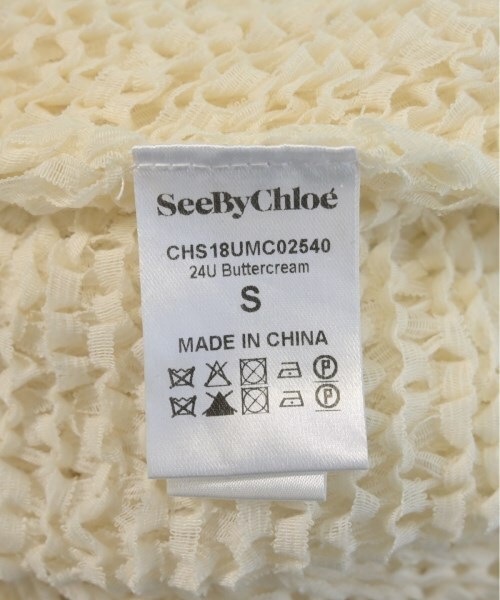 SeeByChloé
CHS18UMC02540
24U Buttercream
S
MADE IN CHINA
P
P